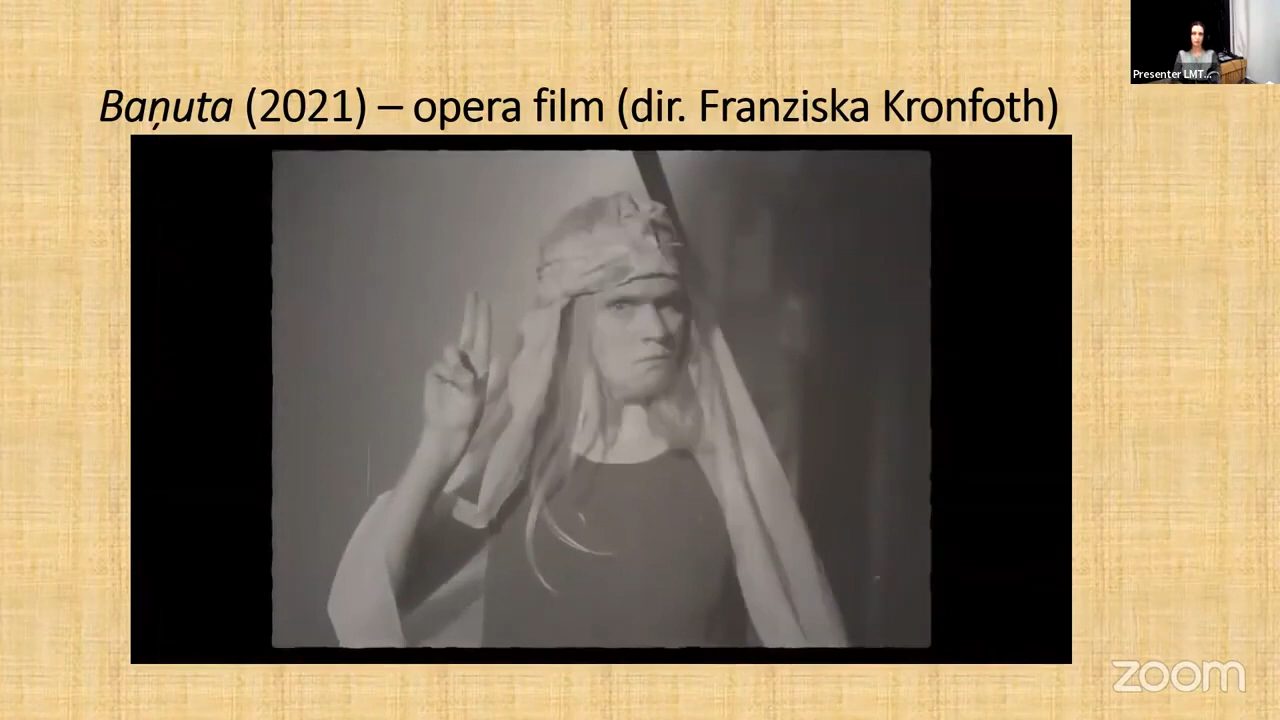 Baņuta (2021) – opera film (dir. Franziska Kronfoth)
Presenter LMT...
zoom